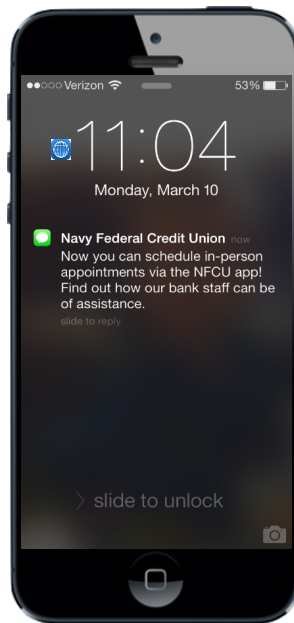 Verizon 53%
11:04
Monday, March 10
Navy Federal Credit Union now
Now you can schedule in-person
appointments via the NFCU app!
Find out how our bank staff can be
of assistance.
slide to reply
slide to unlock